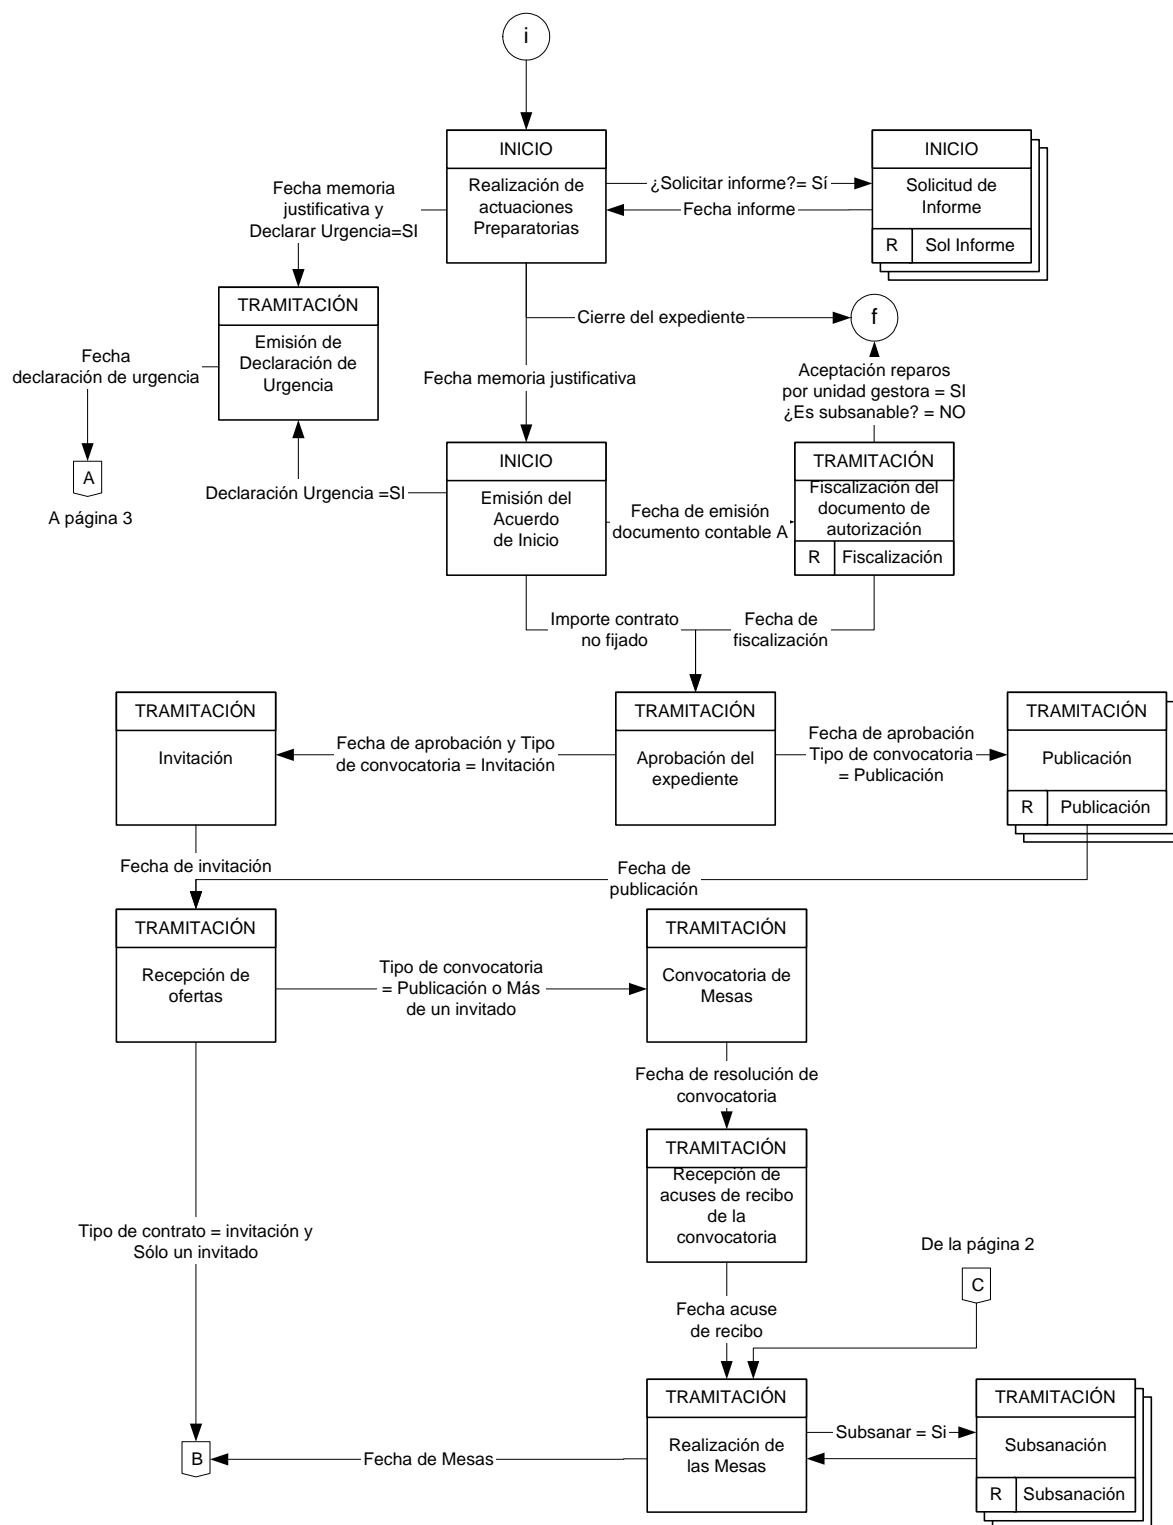 i
INICIO
Realización de
actuaciones
Preparatorias
¿Solicitar informe?= Sí
Fecha informe
INICIO
Solicitud de
Informe
R
Sol Informe
Fecha memoria
justificativa y
Declarar Urgencia=SI
TRAMITACIÓN
Emisión de
Declaración de
Urgencia
Cierre del expediente
f
Fecha
declaración de urgencia
Fecha memoria justificativa
Aceptación reparos
por unidad gestora = SI
¿Es subsanable? = NO
A
A página 3
Declaración Urgencia =SI
INICIO
Emisión del
Acuerdo
de Inicio
Fecha de emisión
documento contable A
TRAMITACIÓN
Fiscalización del
documento de
autorización
R
Fiscalización
Importe contrato
no fijado
Fecha de
fiscalización
TRAMITACIÓN
Invitación
Fecha de aprobación y Tipo
de convocatoria = Invitación
TRAMITACIÓN
Aprobación del
expediente
Fecha de aprobación
Tipo de convocatoria
= Publicación
TRAMITACIÓN
Publicación
R
Publicación
Fecha de invitación
Fecha de
publicación
TRAMITACIÓN
Recepción de
ofertas
Tipo de convocatoria
= Publicación o Más
de un invitado
TRAMITACIÓN
Convocatoria de
Mesas
Fecha de resolución de
convocatoria
TRAMITACIÓN
Recepción de
acuses de recibo
de la
convocatoria
Tipo de contrato = invitación y
Sólo un invitado
De la página 2
C
Fecha acuse
de recibo
TRAMITACIÓN
Realización de
las Mesas
Subsanar = Si
TRAMITACIÓN
Subsanación
R
Subsanación
Fecha de Mesas
B